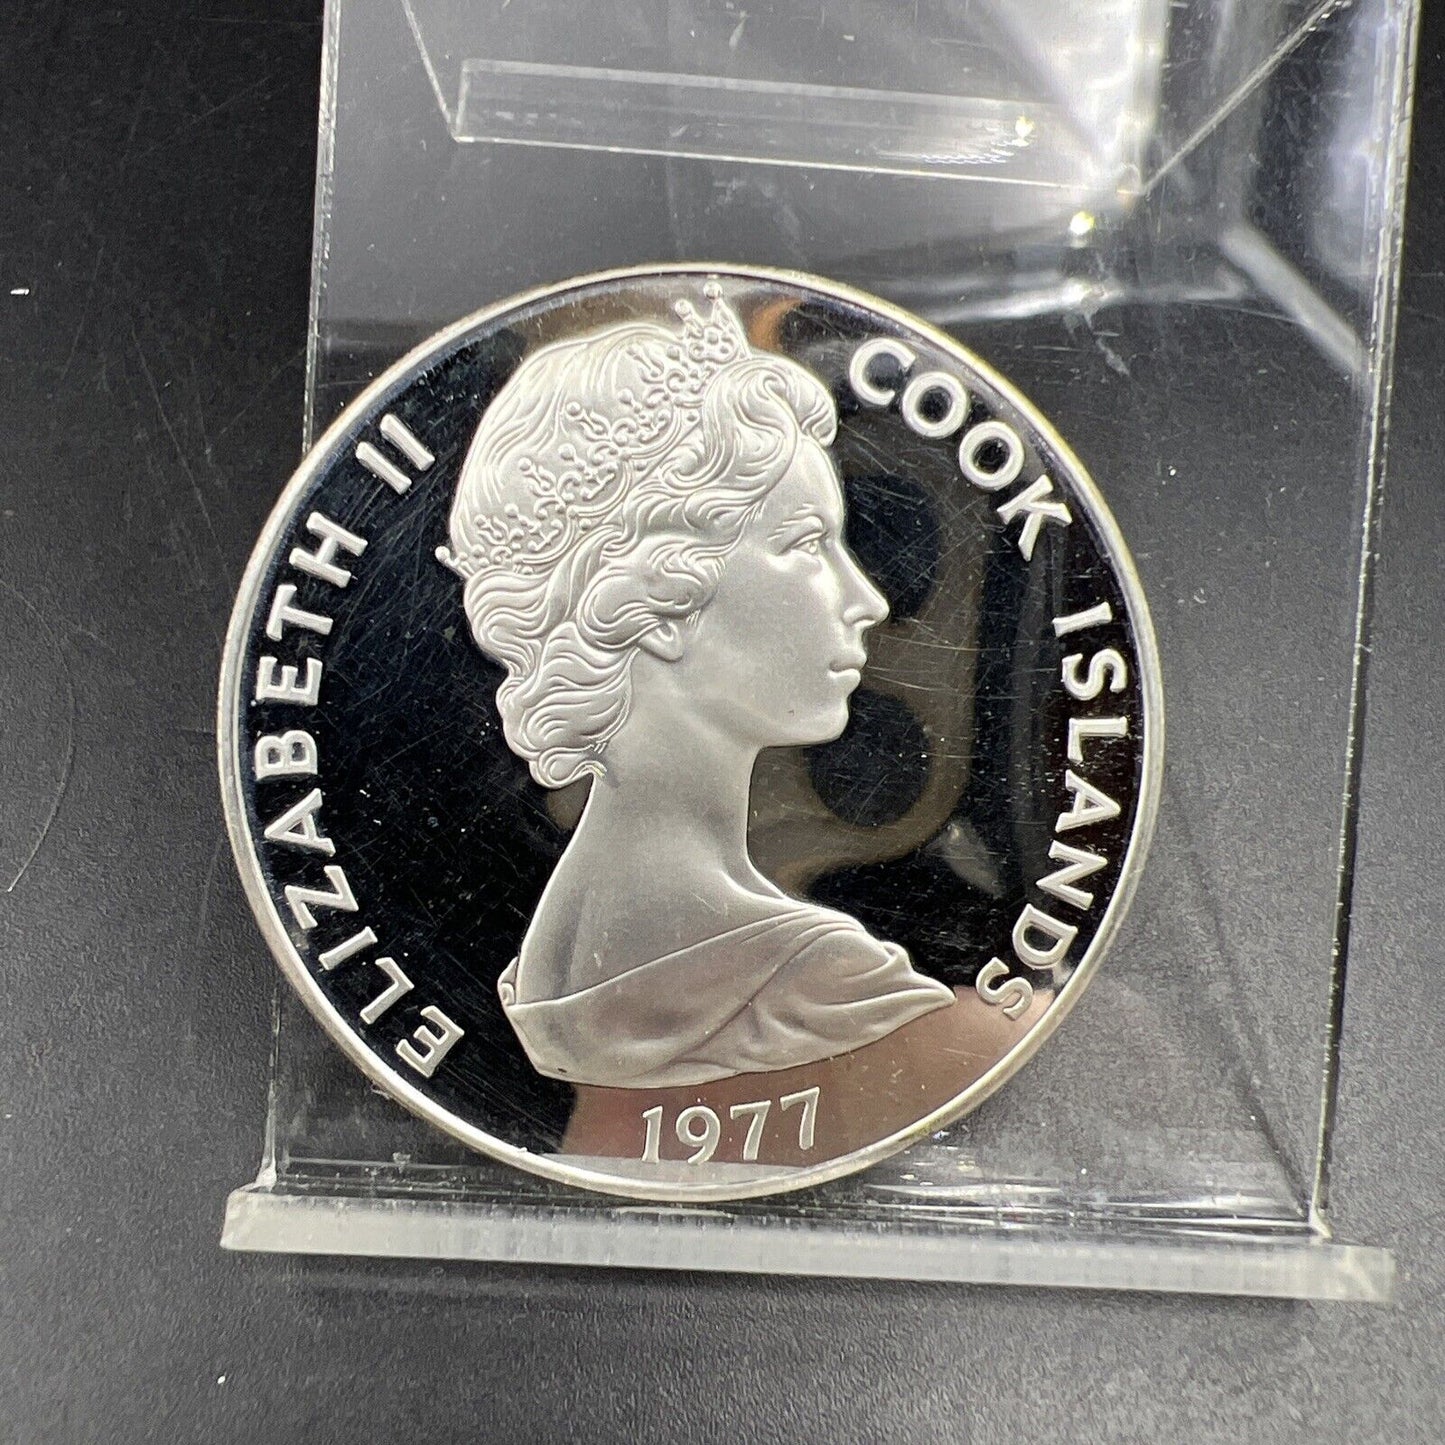 ELIZABETH II
COOK ISLANDS
1977